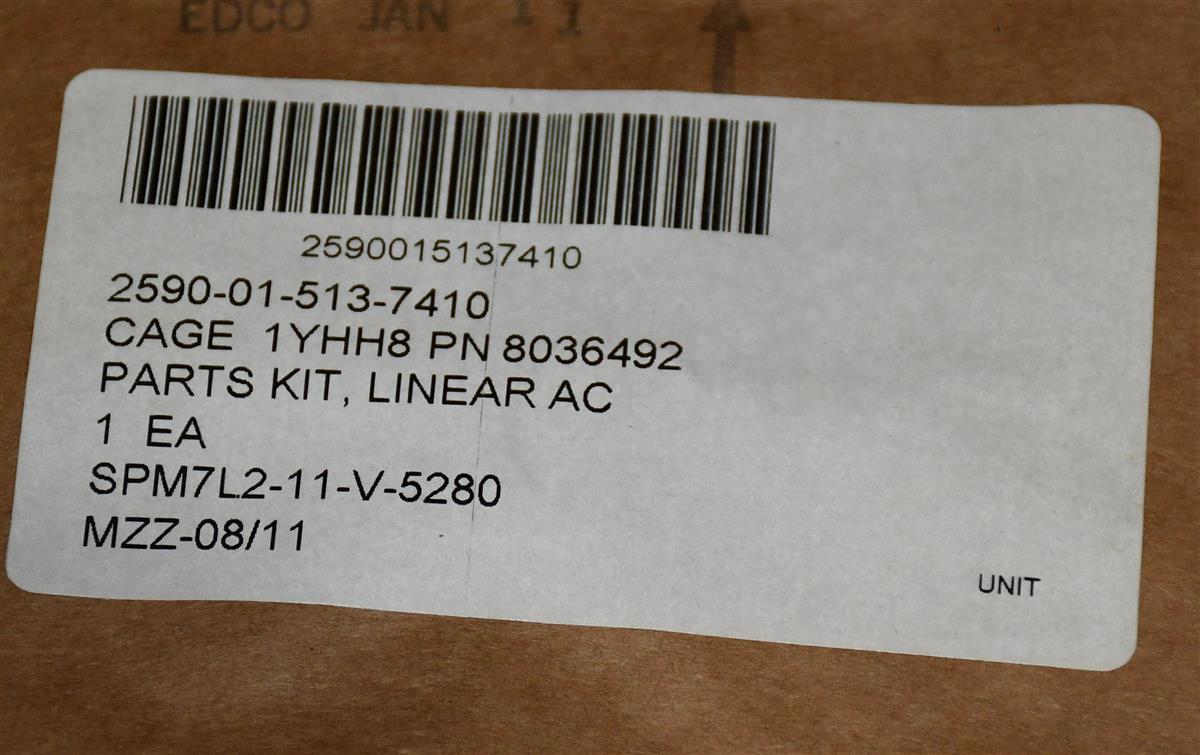 EDCO JAN 11
2590015137410
2590-01-513-7410
CAGE 1YHH8 PN 8036492
PARTS KIT, LINEAR AC
1 EA
SPM7L2-11-V-5280
MZZ-08/11
UNIT